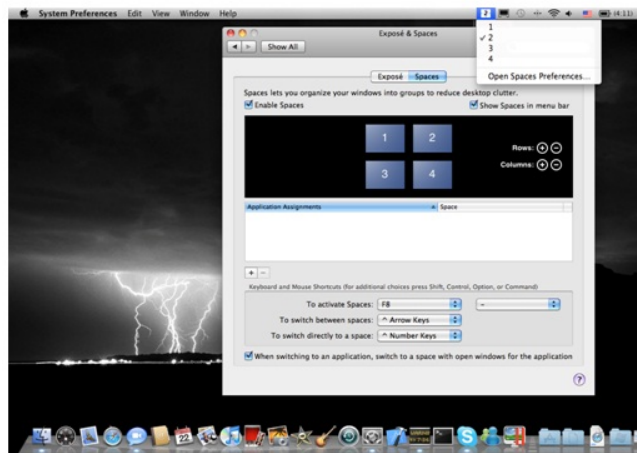 System Preferences Edit View Window Help
2
(4:11)
1
✓ 2
3
4
Open Spaces Preferences...
Exposé & Spaces
Show All
Exposé Spaces
Spaces lets you organize your windows into groups to reduce desktop clutter.
Enable Spaces
Show Spaces in menu bar
1 2
3 4
Rows:
Columns:
Application Assignments Space
+ −
Keyboard and Mouse Shortcuts (for additional choices press Shift, Control, Option, or Command)
To activate Spaces: F8 –
To switch between spaces: ^ Arrow Keys
To switch directly to a space: ^ Number Keys
When switching to an application, switch to a space with open windows for the application
?
22